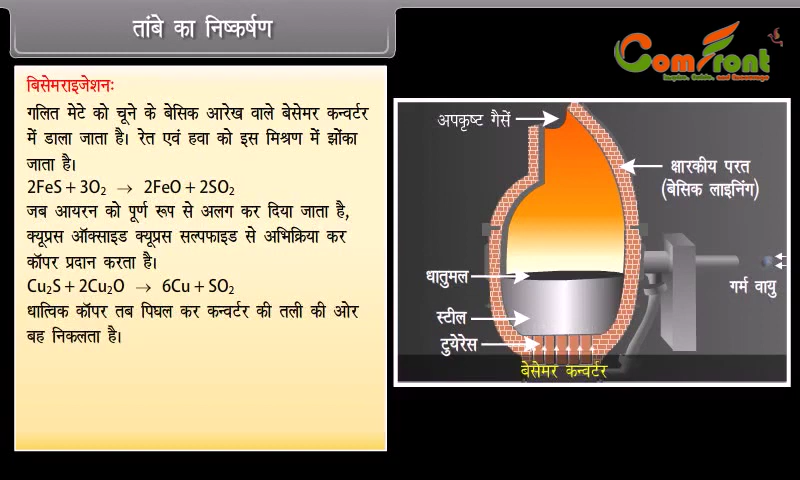 तांबे का निष्कर्षण
ComFront
बिसेमराइजेशनः
गलित मेटे को चूने के बेसिक आरेख वाले बेसेमर कन्वर्टर
में डाला जाता है। रेत एवं हवा को इस मिश्रण में झोंका
जाता है।
2FeS + 3O₂ → 2FeO + 2SO₂
जब आयरन को पूर्ण रूप से अलग कर दिया जाता है,
क्यूप्रस ऑक्साइड क्यूप्रस सल्पफाइड से अभिक्रिया कर
कॉपर प्रदान करता है।
Cu₂S + 2Cu₂O → 6Cu + SO₂
धात्विक कॉपर तब पिघल कर कन्वर्टर की तली की ओर
बह निकलता है।
अपकृष्ट गैसें
क्षारकीय परत
(बेसिक लाइनिंग)
धातुमल
गर्म वायु
स्टील
टुयेरेस
बेसेमर कन्वर्टर